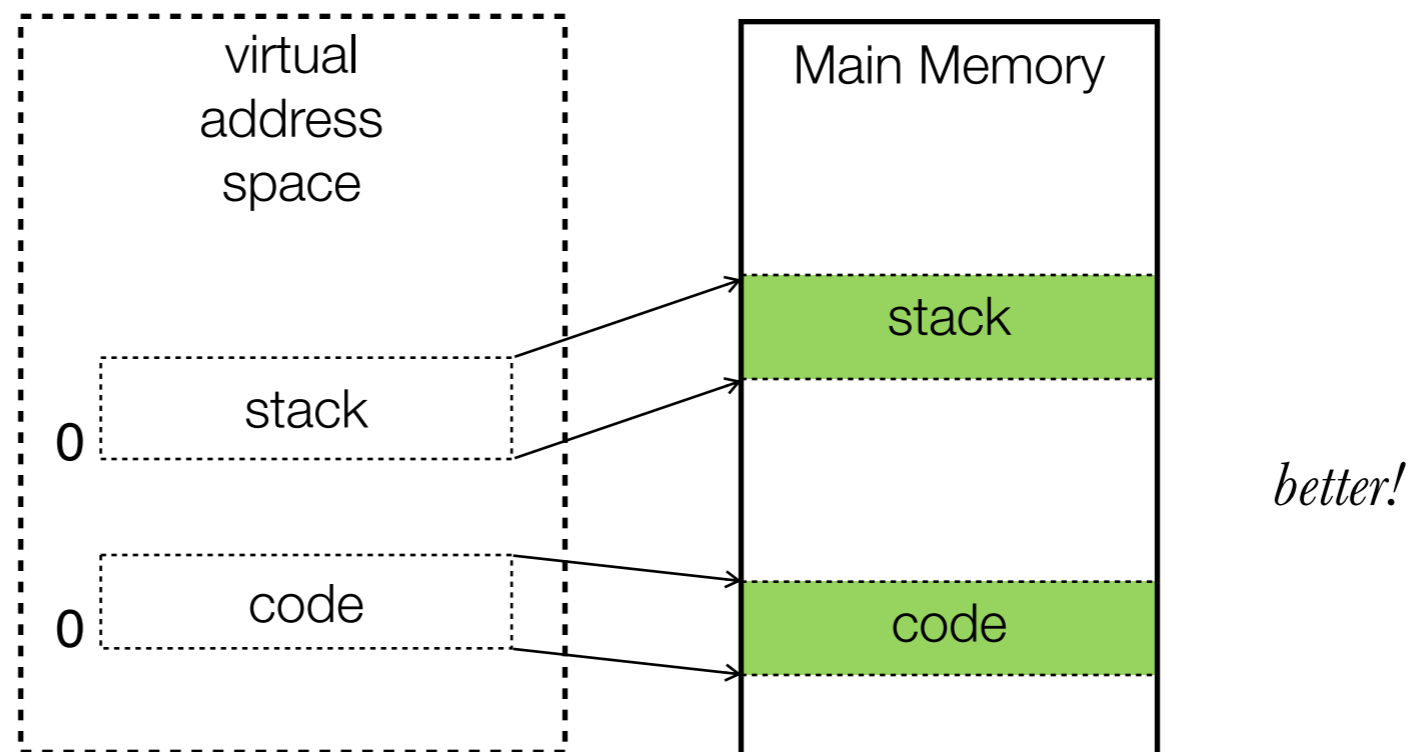 virtual
address
space
stack
0
code
0
Main Memory
stack
code
better!